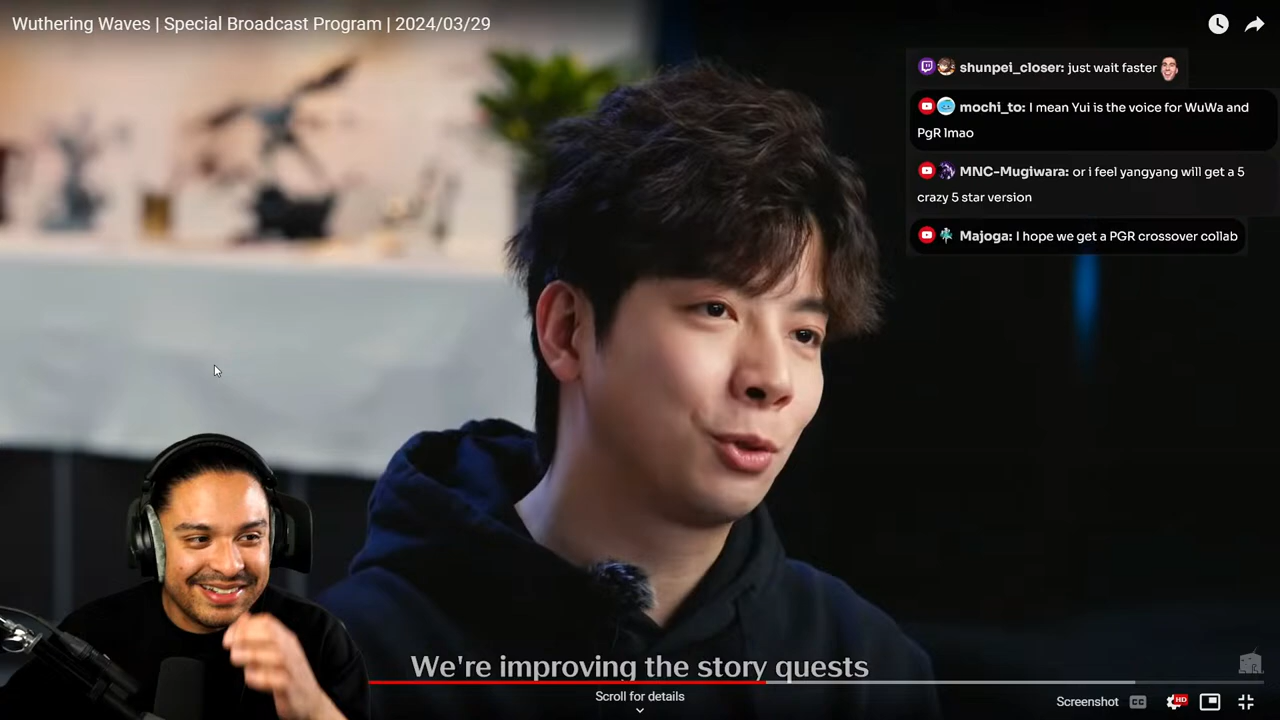 Wuthering Waves | Special Broadcast Program | 2024/03/29
shunpei_closer: just wait faster
mochi_to: I mean Yui is the voice for WuWa and
PgR lmao
MNC-Mugiwara: or i feel yangyang will get a 5
crazy 5 star version
Majoga: I hope we get a PGR crossover collab
We're improving the story quests
Scroll for details
Screenshot
CC
HD